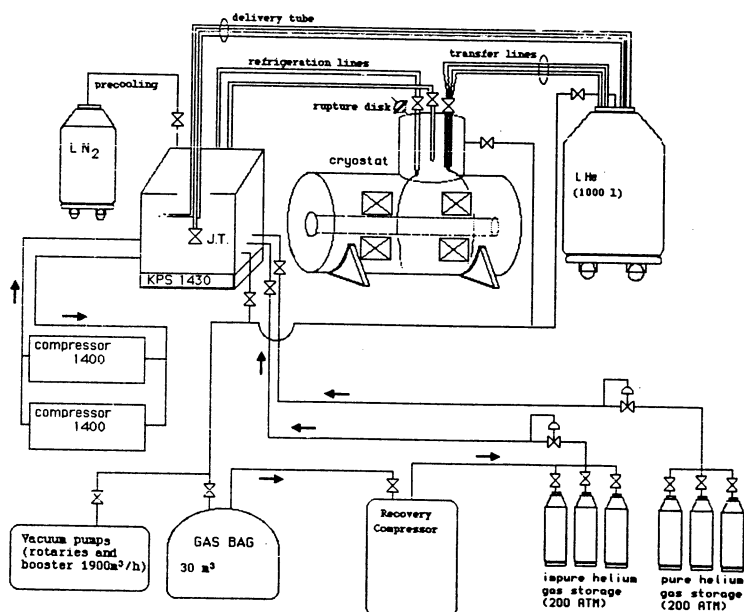 delivery tube
refrigeration lines
transfer lines
precooling
rupture disk
LN₂
cryostat
LHe
(1000 l)
J.T.
KPS 1430
compressor
1400
compressor
1400
Vacuum pumps
(rotaries and
booster 1900m³/h)
GAS BAG
30 m³
Recovery
Compressor
impure helium
gas storage
(200 ATM)
pure helium
gas storage
(200 ATM)